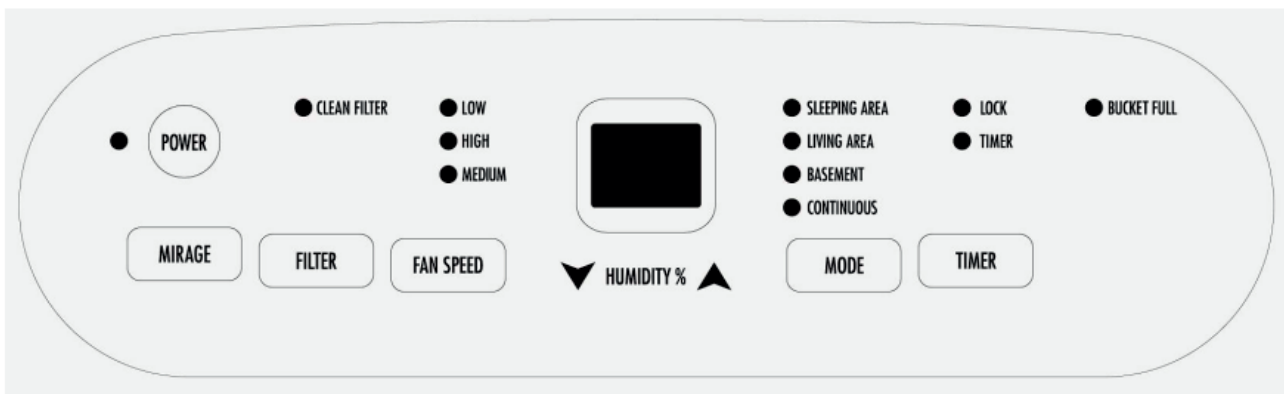 POWER
CLEAN FILTER
LOW
HIGH
MEDIUM
SLEEPING AREA
LIVING AREA
BASEMENT
CONTINUOUS
LOCK
TIMER
BUCKET FULL
MIRAGE
FILTER
FAN SPEED
HUMIDITY %
MODE
TIMER